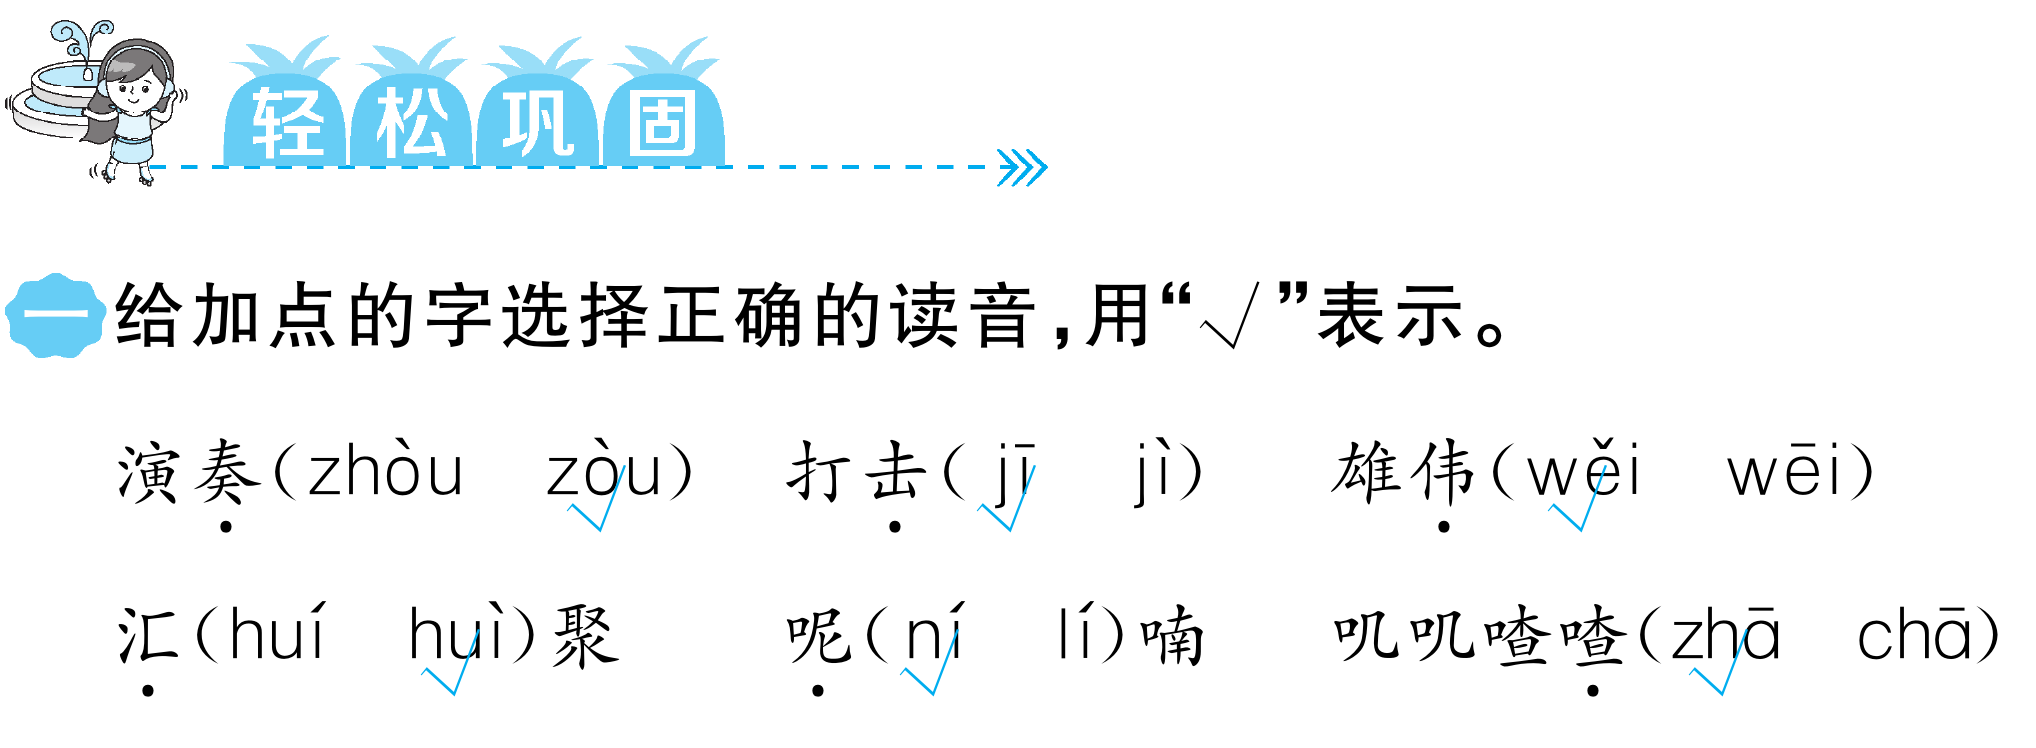 轻松巩固
一 给加点的字选择正确的读音,用“√”表示。
演奏(zhòu zòu√) 打击(jī√ jì) 雄伟(wěi√ wēi)
汇(huí huì√)聚 呢(ní√ lí)喃 叽叽喳喳(zhā√ chā)